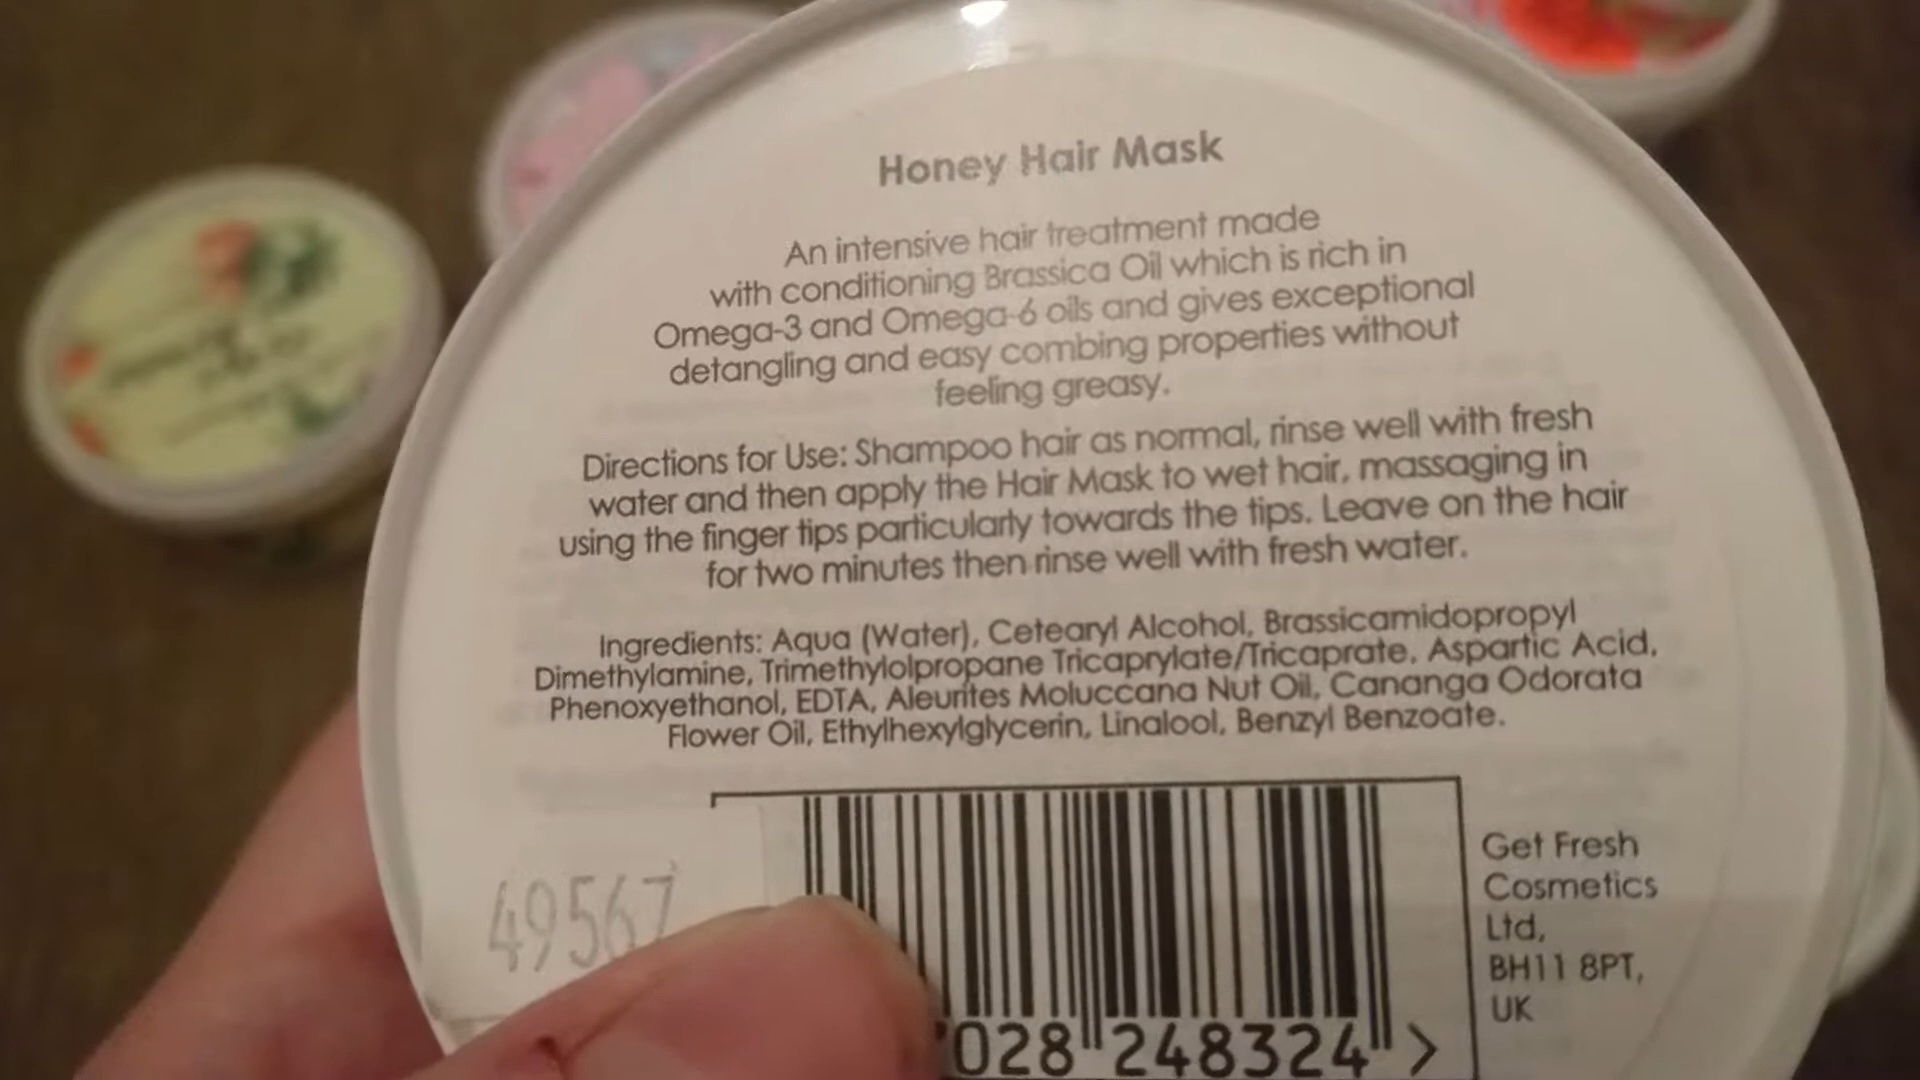 Honey Hair Mask
An intensive hair treatment made
with conditioning Brassica Oil which is rich in
Omega-3 and Omega-6 oils and gives exceptional
detangling and easy combing properties without
feeling greasy.
Directions for Use: Shampoo hair as normal, rinse well with fresh
water and then apply the Hair Mask to wet hair, massaging in
using the finger tips particularly towards the tips. Leave on the hair
for two minutes then rinse well with fresh water.
Ingredients: Aqua (Water), Cetearyl Alcohol, Brassicamidopropyl
Dimethylamine, Trimethylolpropane Tricaprylate/Tricaprate, Aspartic Acid,
Phenoxyethanol, EDTA, Aleurites Moluccana Nut Oil, Cananga Odorata
Flower Oil, Ethylhexylglycerin, Linalool, Benzyl Benzoate.
49567
028 248324 >
Get Fresh
Cosmetics
Ltd,
BH11 8PT,
UK